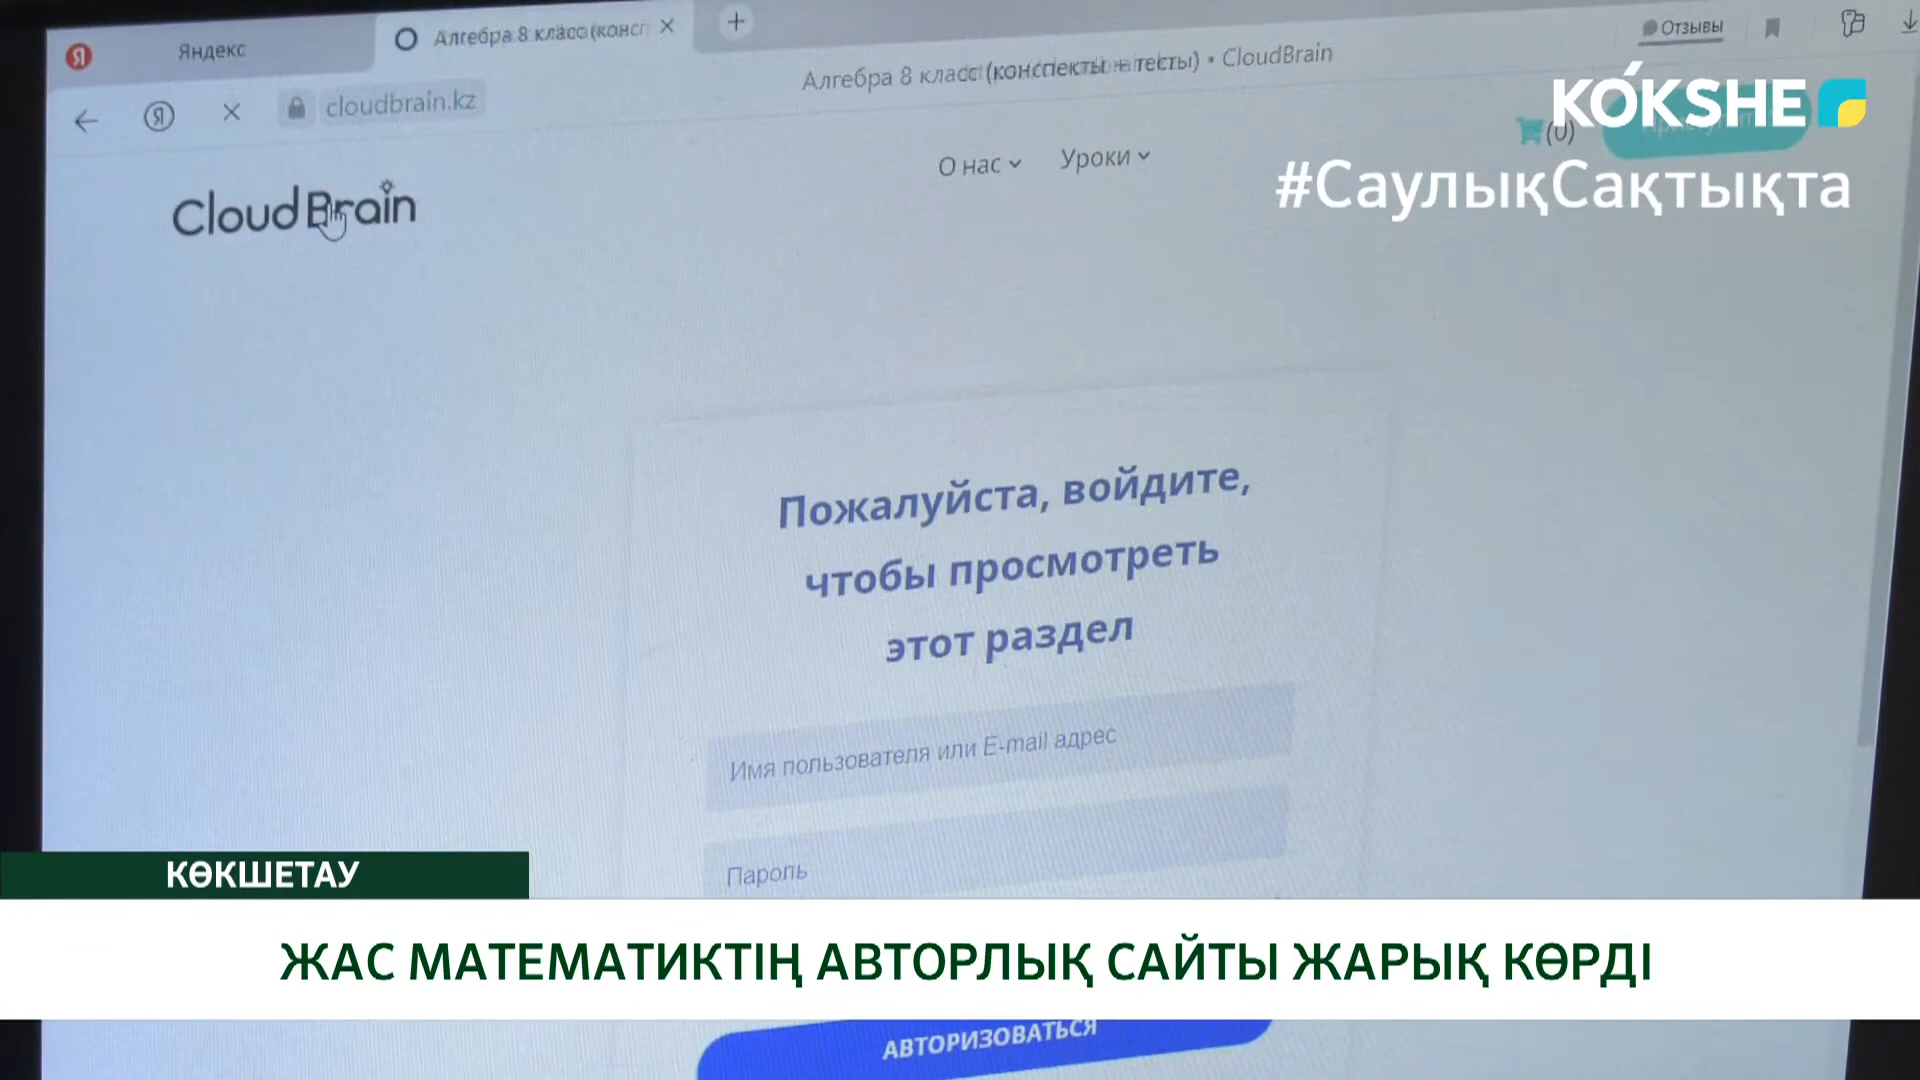 Яндекс
Алгебра 8 класс (консп
Отзывы
cloudbrain.kz
Алгебра 8 класс (конспекты + тесты) • CloudBrain
KÓKSHE
(0)
О нас
Уроки
#СаулықСақтықта
CloudBrain
Пожалуйста, войдите,
чтобы просмотреть
этот раздел
Имя пользователя или E-mail адрес
Пароль
КӨКШЕТАУ
ЖАС МАТЕМАТИКТІҢ АВТОРЛЫҚ САЙТЫ ЖАРЫҚ КӨРДІ
АВТОРИЗОВАТЬСЯ